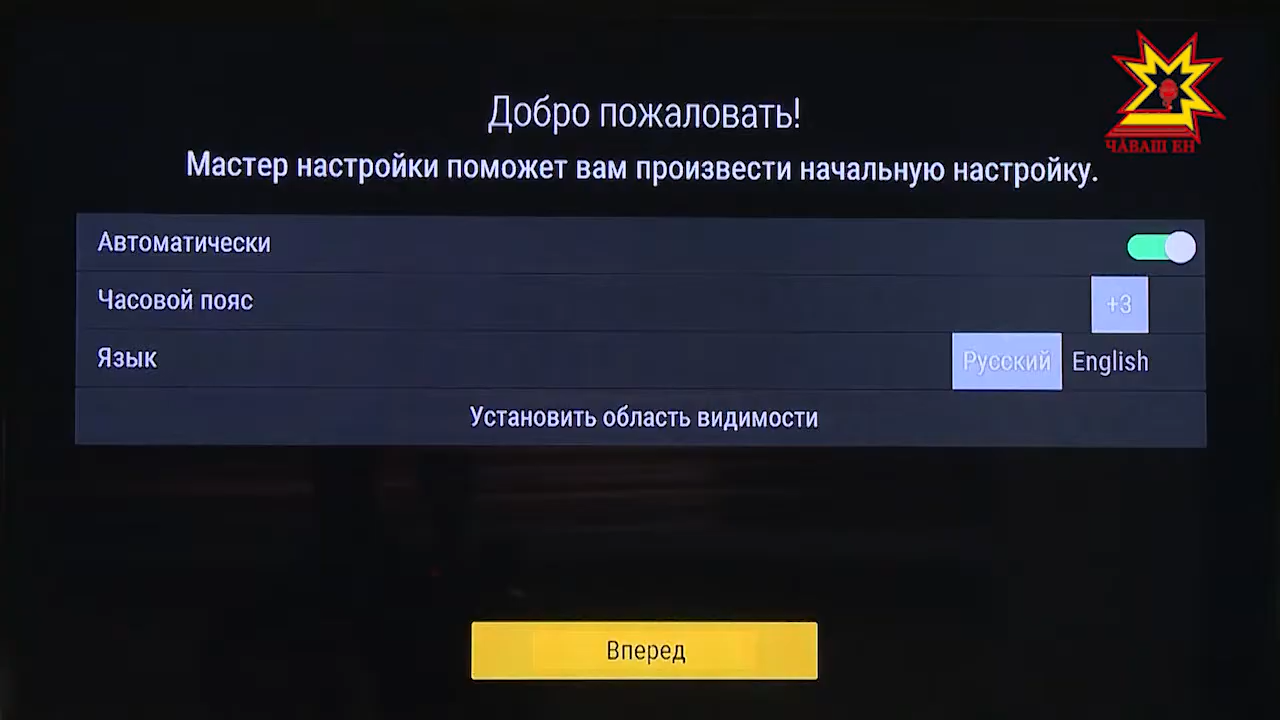 Добро пожаловать!
ЧӐВАШ ЕН
Мастер настройки поможет вам произвести начальную настройку.
Автоматически
Часовой пояс
+3
Язык
Русский English
Установить область видимости
Вперед